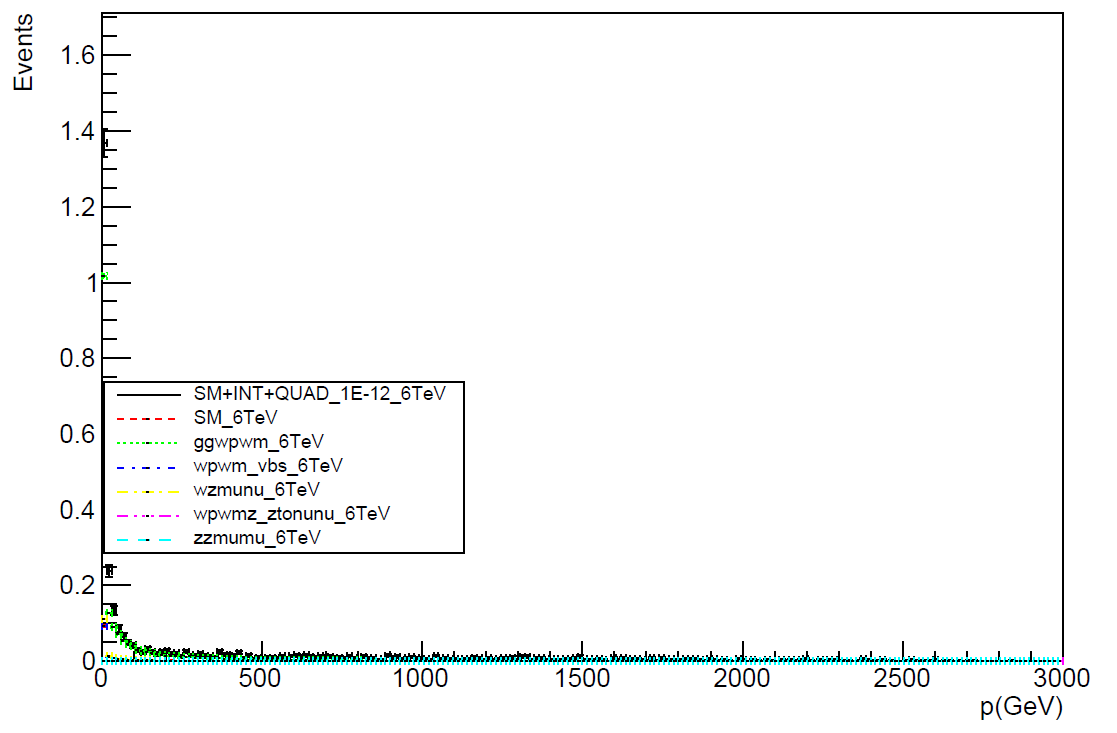 Events
1.6
1.4
1.2
1
0.8
0.6
0.4
0.2
0
SM+INT+QUAD_1E-12_6TeV
SM_6TeV
ggwpwm_6TeV
wpwm_vbs_6TeV
wzmunu_6TeV
wpwmz_ztonunu_6TeV
zzmumu_6TeV
0 500 1000 1500 2000 2500 3000
p(GeV)